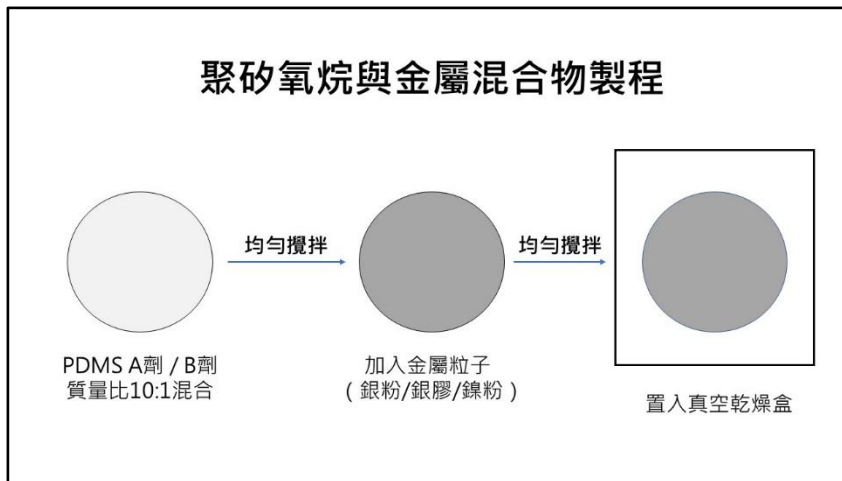 聚矽氧烷與金屬混合物製程
均勻攪拌
均勻攪拌
PDMS A劑 / B劑
質量比10:1混合
加入金屬粒子
( 銀粉/銀膠/鎳粉 )
置入真空乾燥盒